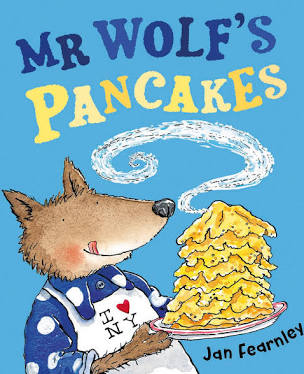 MR WOLF'S
PANCAKES
I ♥
NY
Jan Fearnley